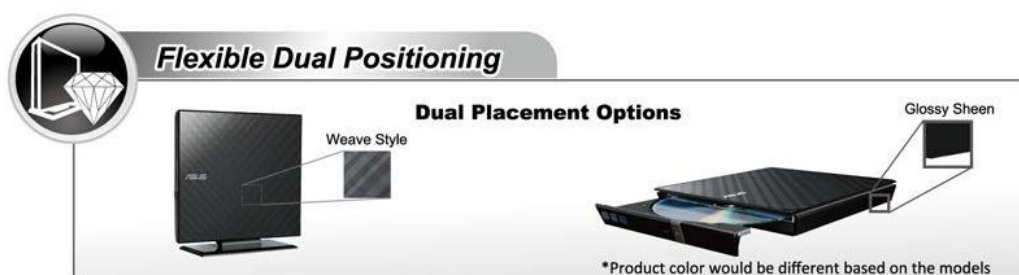 Flexible Dual Positioning
Dual Placement Options
Weave Style
Glossy Sheen
ASUS
ASUS
*Product color would be different based on the models